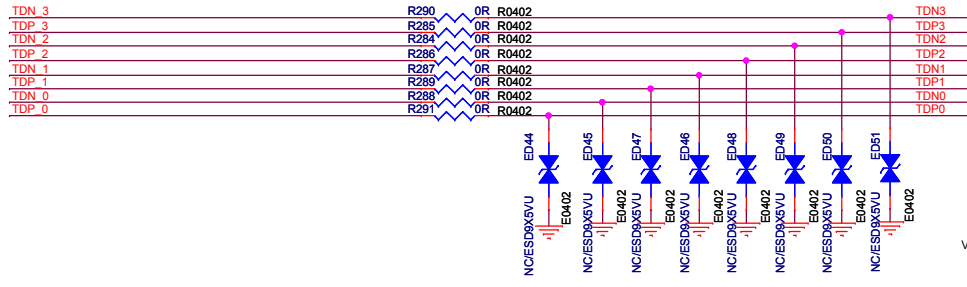 TDN_3 R290 0R R0402 TDN3
TDP_3 R285 0R R0402 TDP3
TDN_2 R284 0R R0402 TDN2
TDP_2 R286 0R R0402 TDP2
TDN_1 R287 0R R0402 TDN1
TDP_1 R289 0R R0402 TDP1
TDN_0 R288 0R R0402 TDN0
TDP_0 R291 0R R0402 TDP0
ED44
NC/ESD9X5VU
E0402
ED45
NC/ESD9X5VU
E0402
ED47
NC/ESD9X5VU
E0402
ED46
NC/ESD9X5VU
E0402
ED48
NC/ESD9X5VU
E0402
ED49
NC/ESD9X5VU
E0402
ED50
NC/ESD9X5VU
E0402
ED51
NC/ESD9X5VU
E0402
V